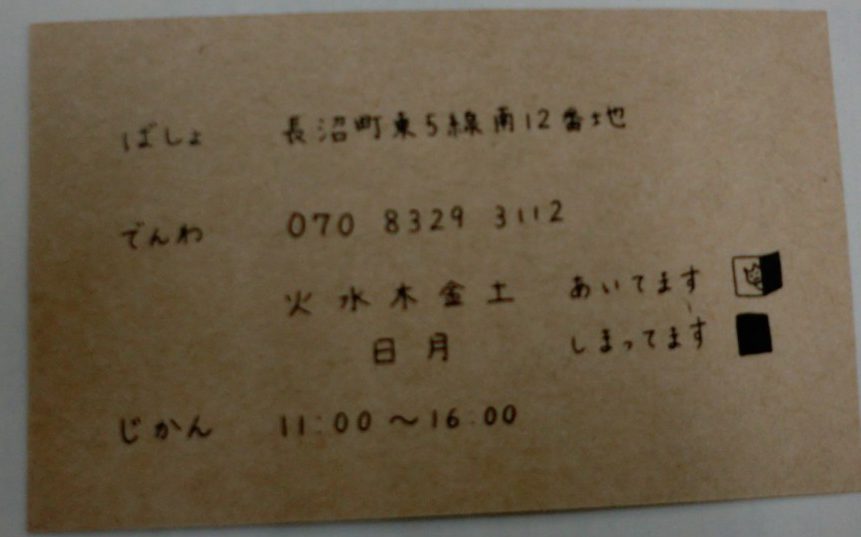 ばしょ 長沼町東5線南12番地
でんわ 070 8329 3112
火水木金土 あいてます
日月 しまってます
じかん 11:00〜16:00